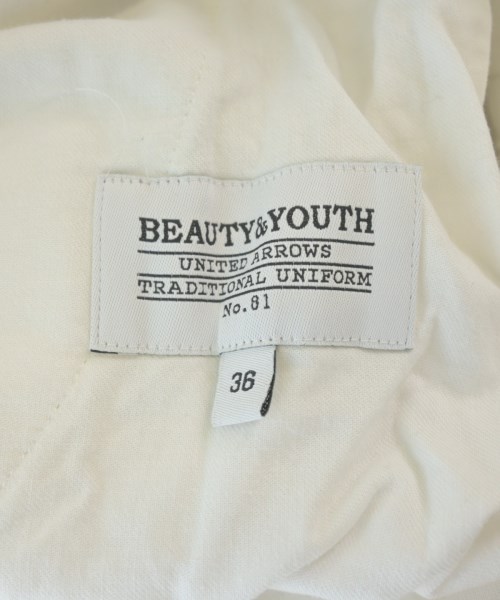 BEAUTY&YOUTH
UNITED ARROWS
TRADITIONAL UNIFORM
No.81
36